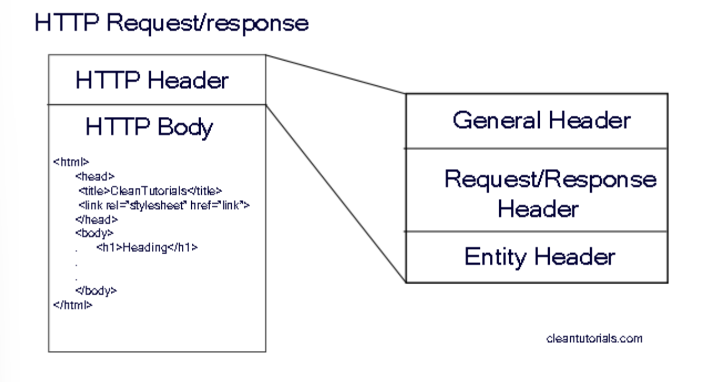 HTTP Request/response
HTTP Header
HTTP Body
<html>
<head>
<title>CleanTutorials</title>
<link rel="stylesheet" href="link">
</head>
<body>
. <h1>Heading</h1>
.
.
</body>
</html>
General Header
Request/Response
Header
Entity Header
cleantutorials.com